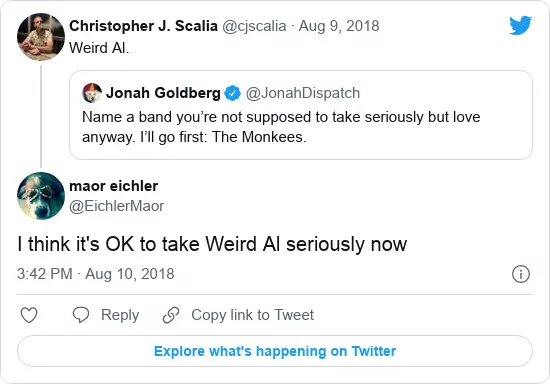 Christopher J. Scalia @cjscalia · Aug 9, 2018
Weird Al.
Jonah Goldberg @JonahDispatch
Name a band you’re not supposed to take seriously but love
anyway. I’ll go first: The Monkees.
maor eichler
@EichlerMaor
I think it's OK to take Weird Al seriously now
3:42 PM · Aug 10, 2018
Reply
Copy link to Tweet
Explore what's happening on Twitter